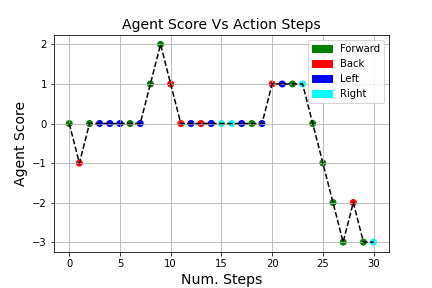 Agent Score Vs Action Steps
Agent Score
2
1
0
−1
−2
−3
Forward
Back
Left
Right
0 5 10 15 20 25 30
Num. Steps